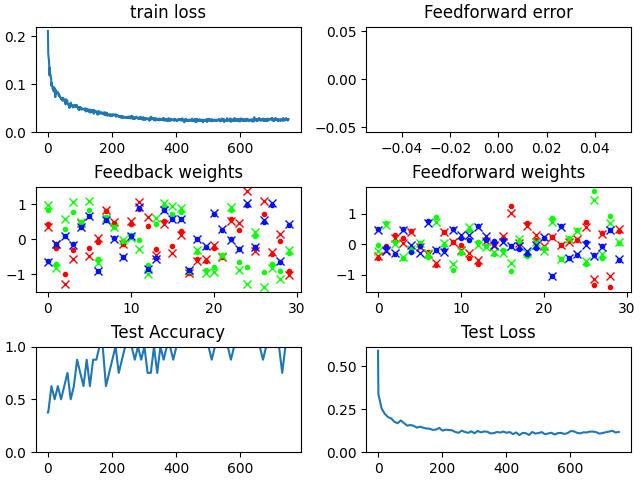 train loss
0.2
0.1
0.0
0 200 400 600
Feedforward error
0.05
0.00
−0.05
−0.04 −0.02 0.00 0.02 0.04
Feedback weights
1
0
−1
0 10 20 30
Feedforward weights
1
0
−1
0 10 20 30
Test Accuracy
1.0
0.5
0.0
0 200 400 600
Test Loss
0.50
0.25
0.00
0 200 400 600